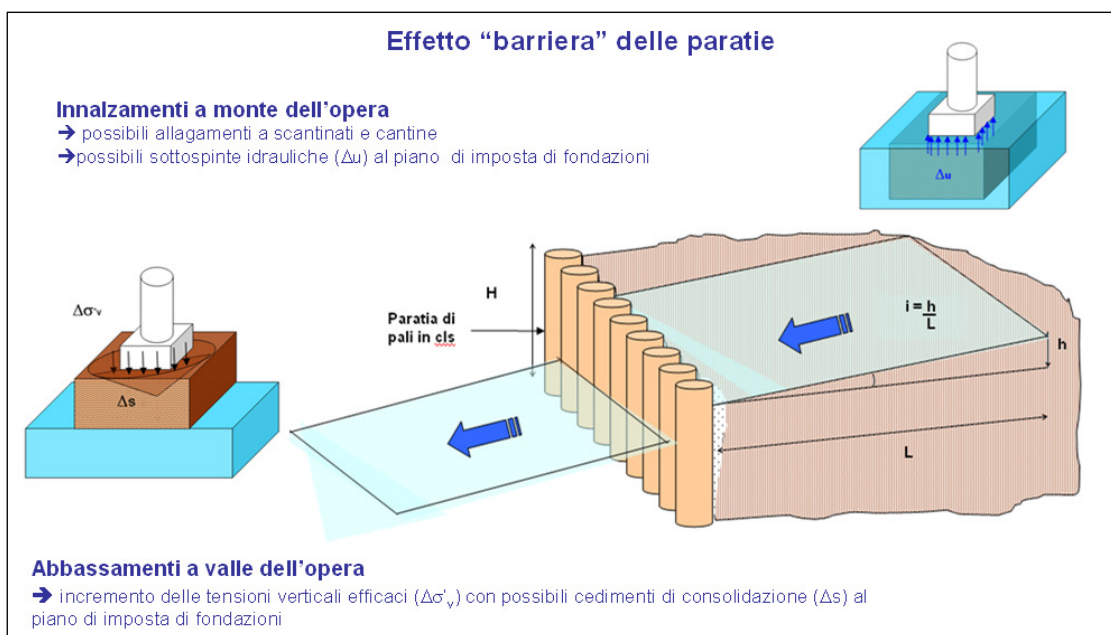 Effetto “barriera” delle paratie
Innalzamenti a monte dell'opera
➔ possibili allagamenti a scantinati e cantine
➔possibili sottospinte idrauliche (Δu) al piano di imposta di fondazioni
Δu
H
Paratia di
pali in cls
i = h
L
h
L
Δσ'v
Δs
Abbassamenti a valle dell'opera
➔ incremento delle tensioni verticali efficaci (Δσ'v) con possibili cedimenti di consolidazione (Δs) al
piano di imposta di fondazioni